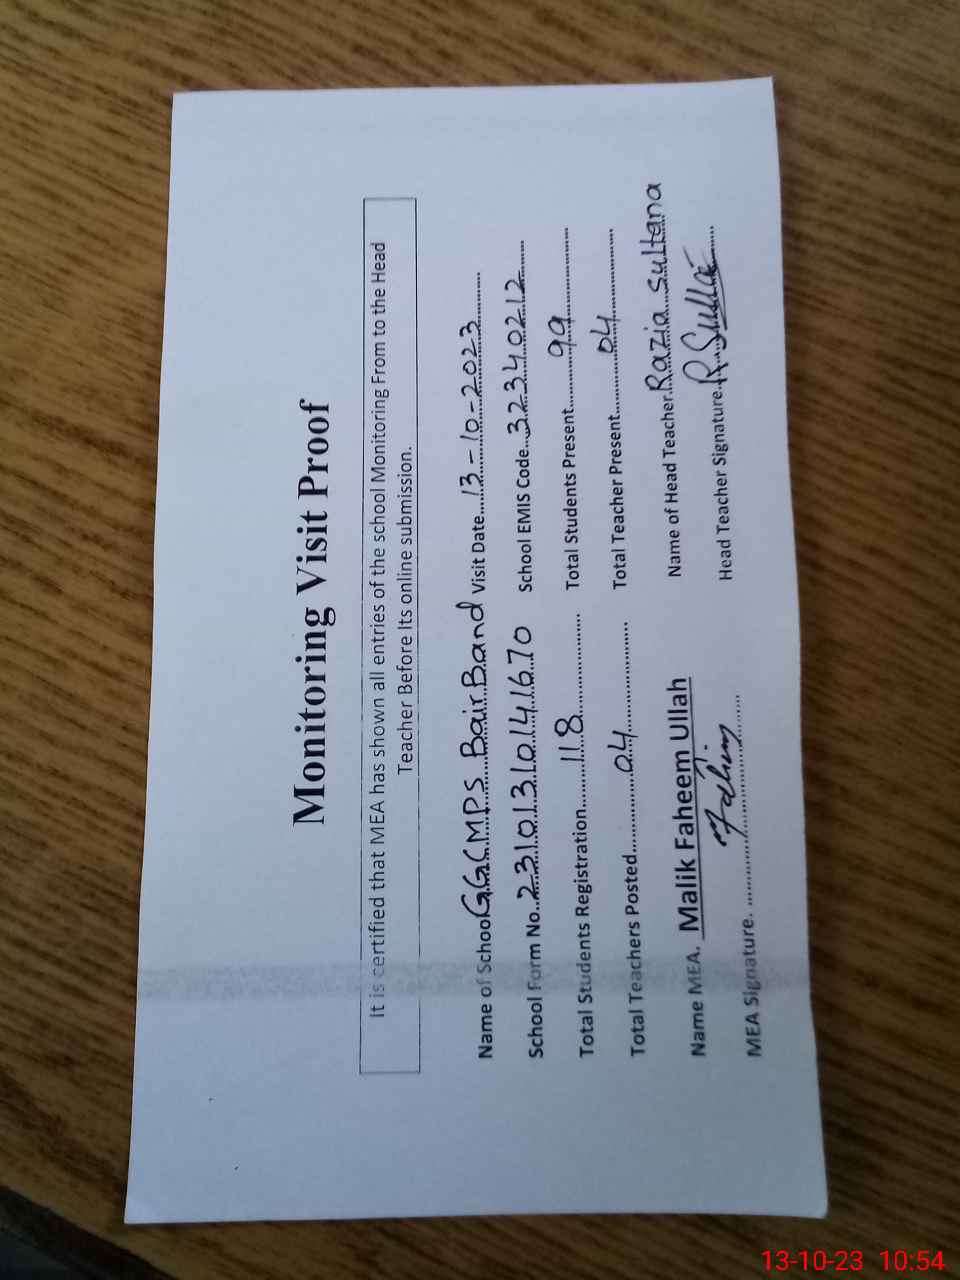 Monitoring Visit Proof
It is certified that MEA has shown all entries of the school Monitoring From to the Head
Teacher Before Its online submission.
Name of School GGCMPS Bair Band Visit Date 13-10-2023
School Form No. 23101310141670 School EMIS Code 32340212
Total Students Registration 118 Total Students Present 99
Total Teachers Posted 04 Total Teacher Present 04
Name MEA. Malik Faheem Ullah Name of Head Teacher Razia Sultana
MEA Signature. Fahim Head Teacher Signature. R Sulta
13-10-23 10:54